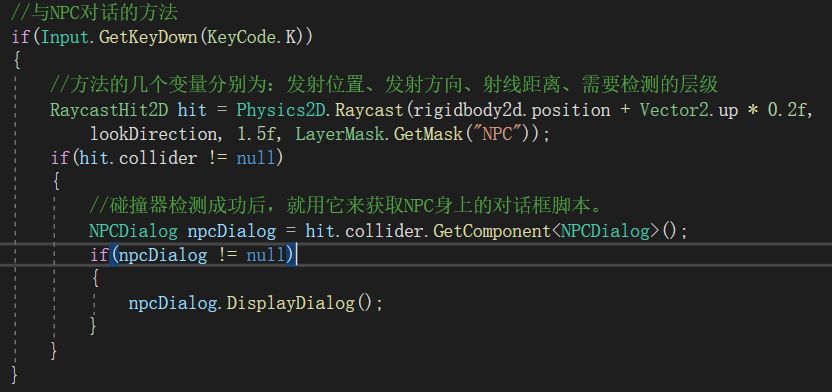 //与NPC对话的方法
if(Input.GetKeyDown(KeyCode.K))
{
//方法的几个变量分别为：发射位置、发射方向、射线距离、需要检测的层级
RaycastHit2D hit = Physics2D.Raycast(rigidbody2d.position + Vector2.up * 0.2f,
lookDirection, 1.5f, LayerMask.GetMask("NPC"));
if(hit.collider != null)
{
//碰撞器检测成功后，就用它来获取NPC身上的对话框脚本。
NPCDialog npcDialog = hit.collider.GetComponent<NPCDialog>();
if(npcDialog != null)
{
npcDialog.DisplayDialog();
}
}
}